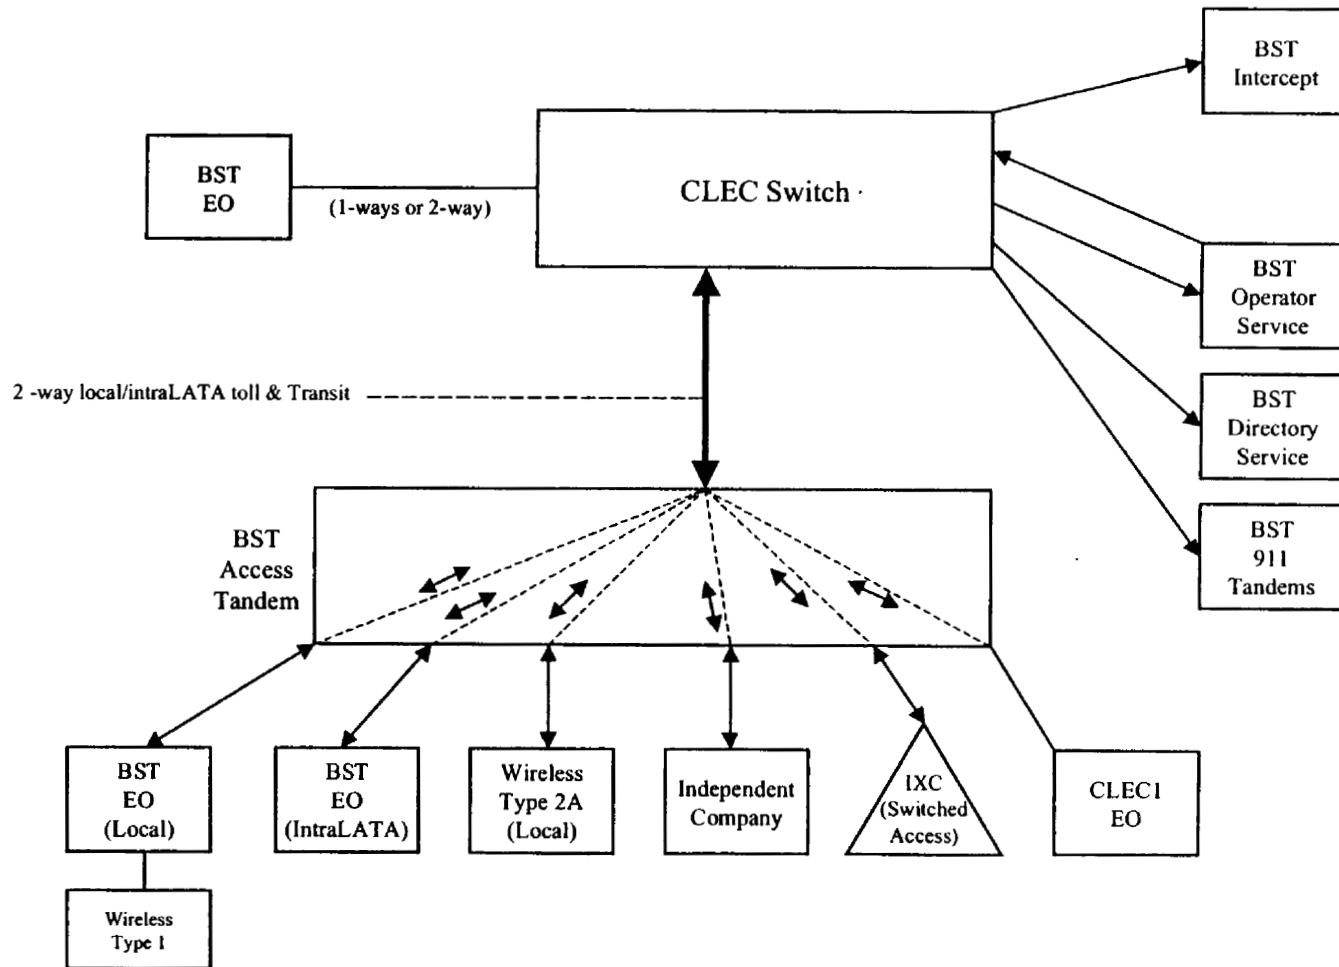 BST
Intercept
BST
EO
(1-ways or 2-way)
CLEC Switch
BST
Operator
Service
2 -way local/intraLATA toll & Transit
BST
Directory
Service
BST
Access
Tandem
BST
911
Tandems
BST
EO
(Local)
BST
EO
(IntraLATA)
Wireless
Type 2A
(Local)
Independent
Company
IXC
(Switched
Access)
CLEC1
EO
Wireless
Type 1